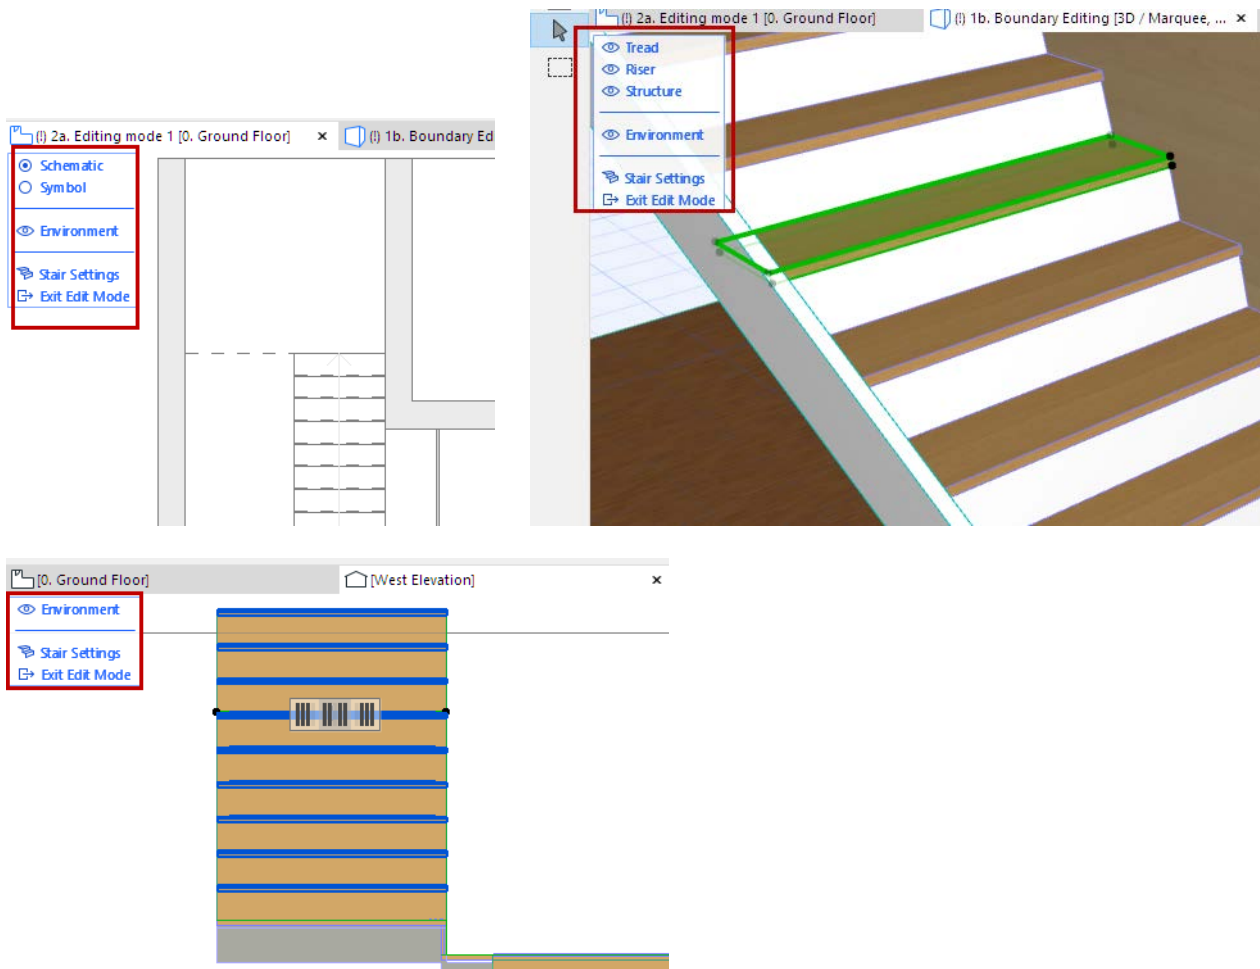 (!) 2a. Editing mode 1 [0. Ground Floor]
(!) 1b. Boundary Editing [3D / Marquee, ...
Tread
Riser
Structure
Environment
Stair Settings
Exit Edit Mode
(!) 2a. Editing mode 1 [0. Ground Floor]
(!) 1b. Boundary Ed
Schematic
Symbol
Environment
Stair Settings
Exit Edit Mode
[0. Ground Floor]
[West Elevation]
Environment
Stair Settings
Exit Edit Mode